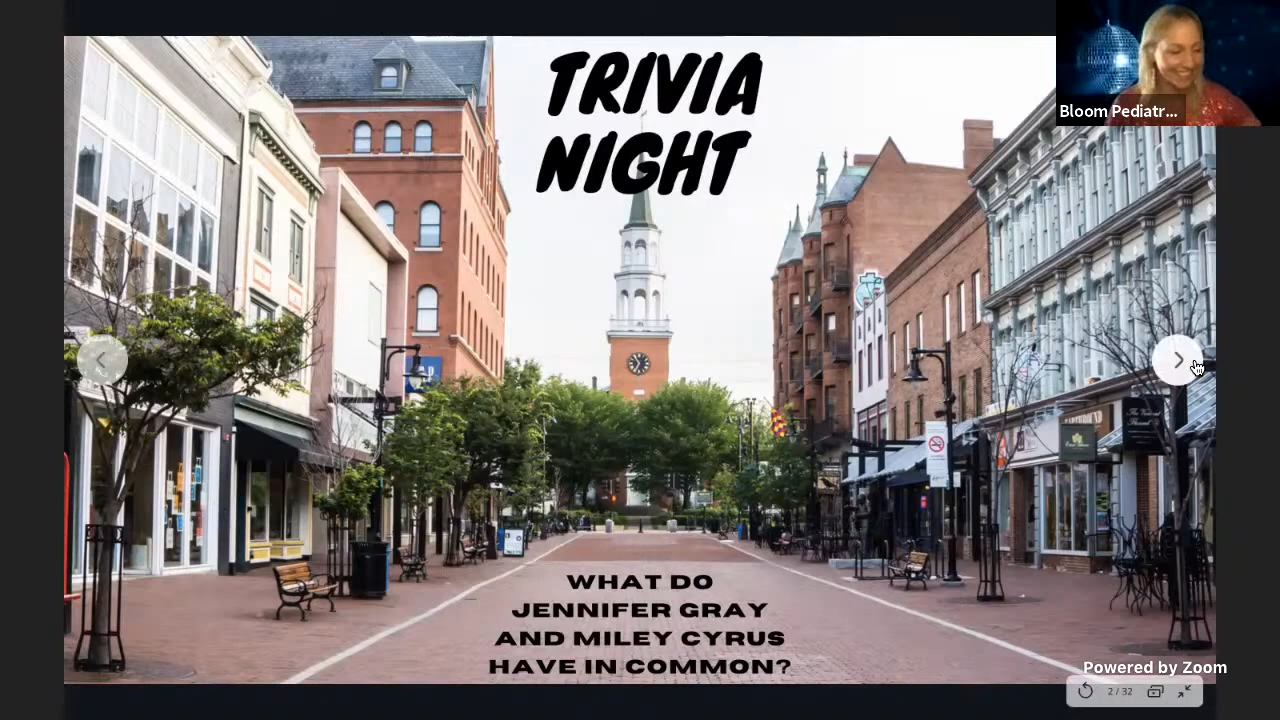 TRIVIA
NIGHT
Bloom Pediatr...
WHAT DO
JENNIFER GRAY
AND MILEY CYRUS
HAVE IN COMMON?
Powered by Zoom
2 / 32